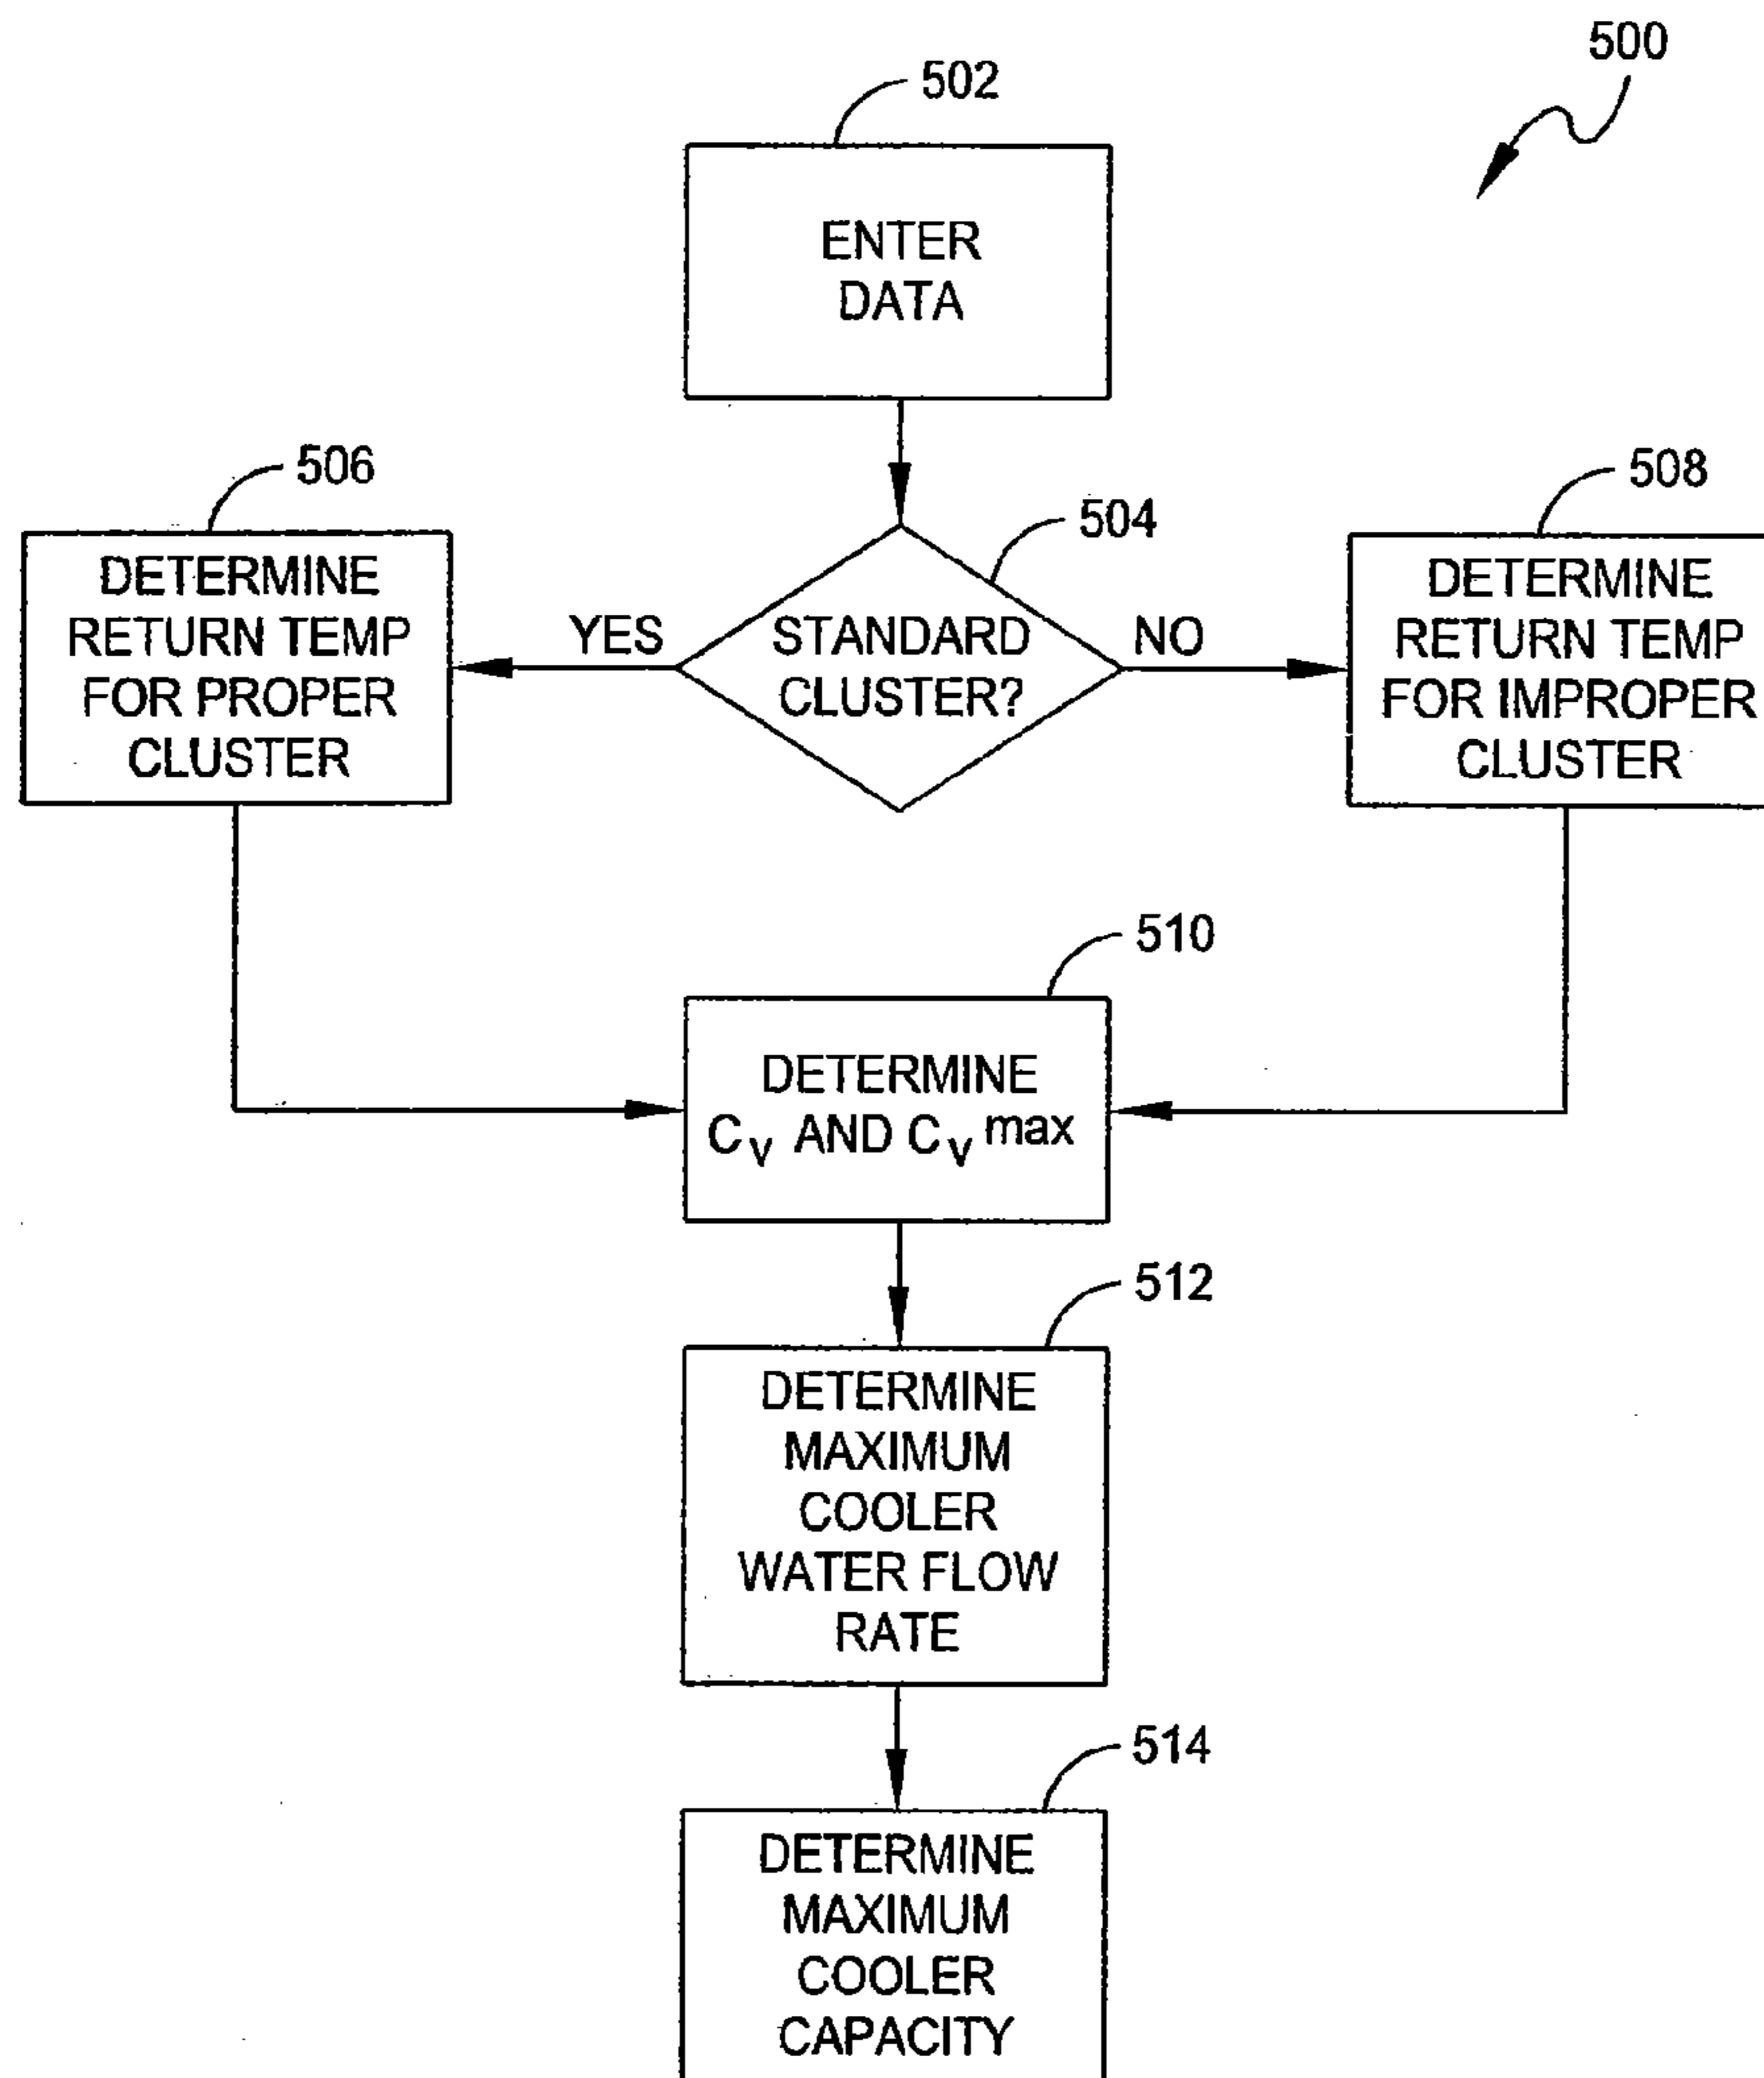 500
502
ENTER
DATA
504
STANDARD
CLUSTER?
YES
NO
506
DETERMINE
RETURN TEMP
FOR PROPER
CLUSTER
508
DETERMINE
RETURN TEMP
FOR IMPROPER
CLUSTER
510
DETERMINE
Cv AND Cv max
512
DETERMINE
MAXIMUM
COOLER
WATER FLOW
RATE
514
DETERMINE
MAXIMUM
COOLER
CAPACITY